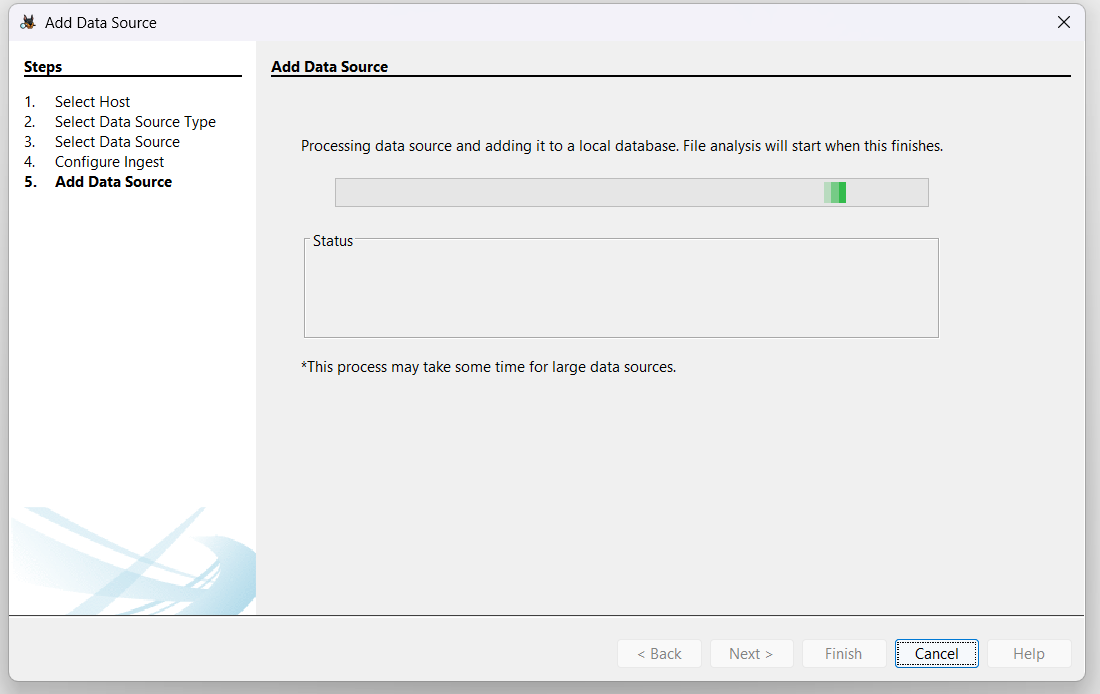 Add Data Source
Steps
1. Select Host
2. Select Data Source Type
3. Select Data Source
4. Configure Ingest
5. Add Data Source
Add Data Source
Processing data source and adding it to a local database. File analysis will start when this finishes.
Status
*This process may take some time for large data sources.
< Back
Next >
Finish
Cancel
Help